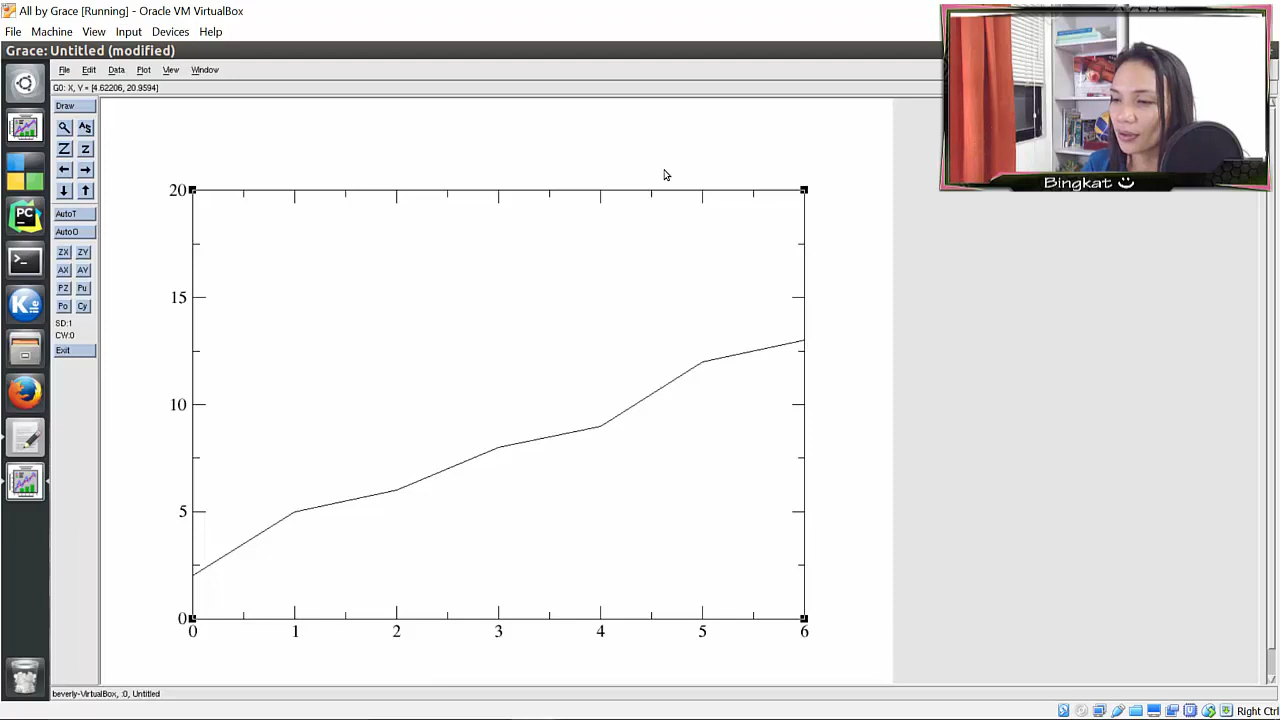 All by Grace [Running] - Oracle VM VirtualBox
File Machine View Input Devices Help
Grace: Untitled (modified)
File Edit Data Plot View Window
G0: X, Y = [4.62206, 20.9594]
Draw
AS
Z z
AutoT
AutoO
ZX ZY
AX AY
PZ Pu
Po Cy
SD:1
CW:0
Exit
PC
K
Bingkat
20
15
10
5
0
0 1 2 3 4 5 6
beverly-VirtualBox, :0, Untitled
Right Ctrl